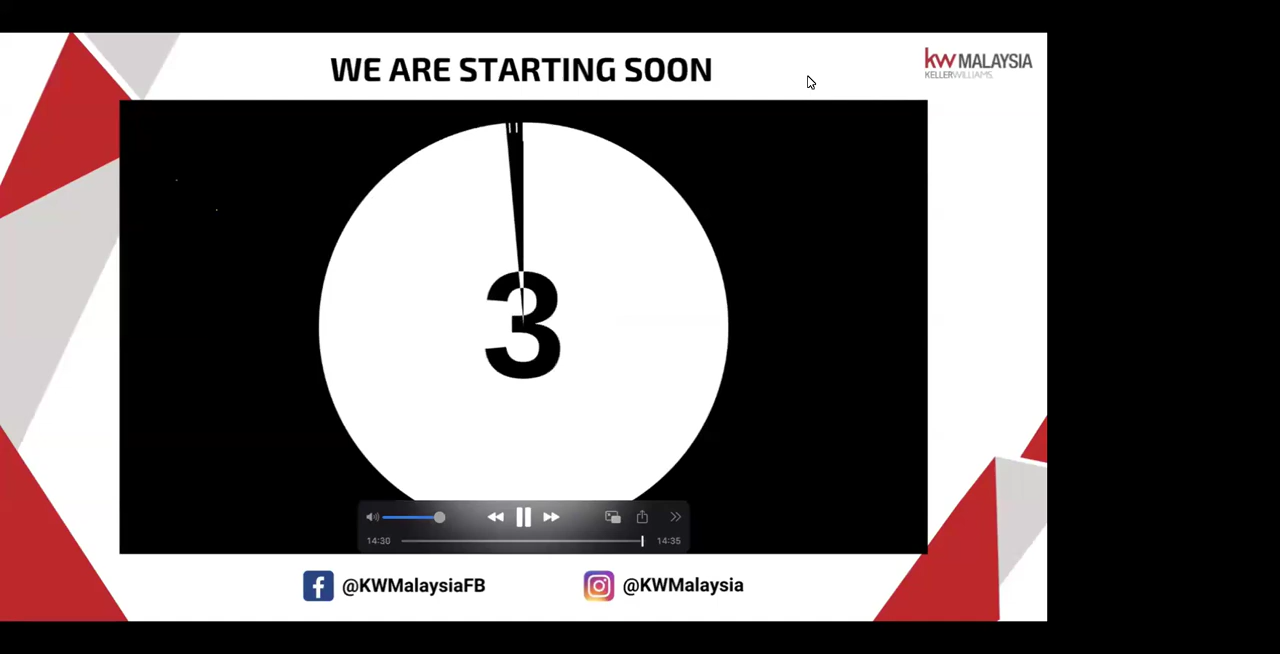 WE ARE STARTING SOON
kw MALAYSIA
KELLERWILLIAMS.
3
14:30
14:35
@KWMalaysiaFB
@KWMalaysia